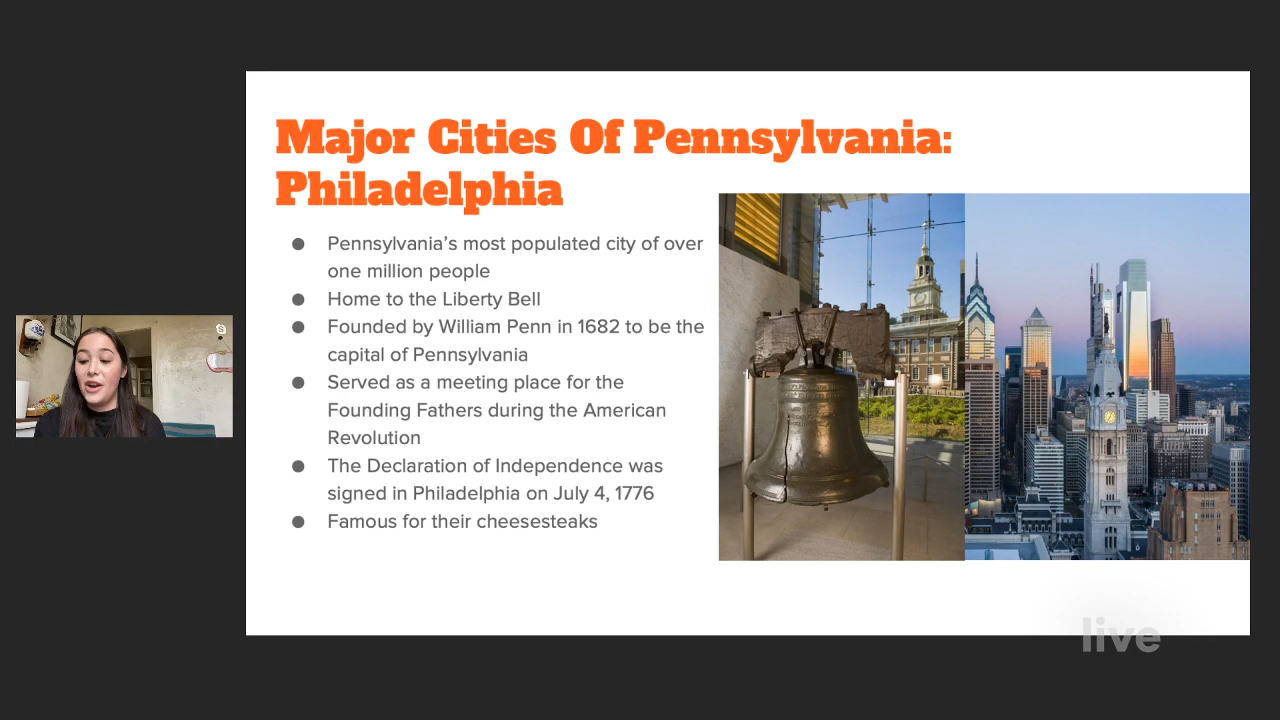 Major Cities Of Pennsylvania:
Philadelphia
● Pennsylvania’s most populated city of over
one million people
● Home to the Liberty Bell
● Founded by William Penn in 1682 to be the
capital of Pennsylvania
● Served as a meeting place for the
Founding Fathers during the American
Revolution
● The Declaration of Independence was
signed in Philadelphia on July 4, 1776
● Famous for their cheesesteaks
live